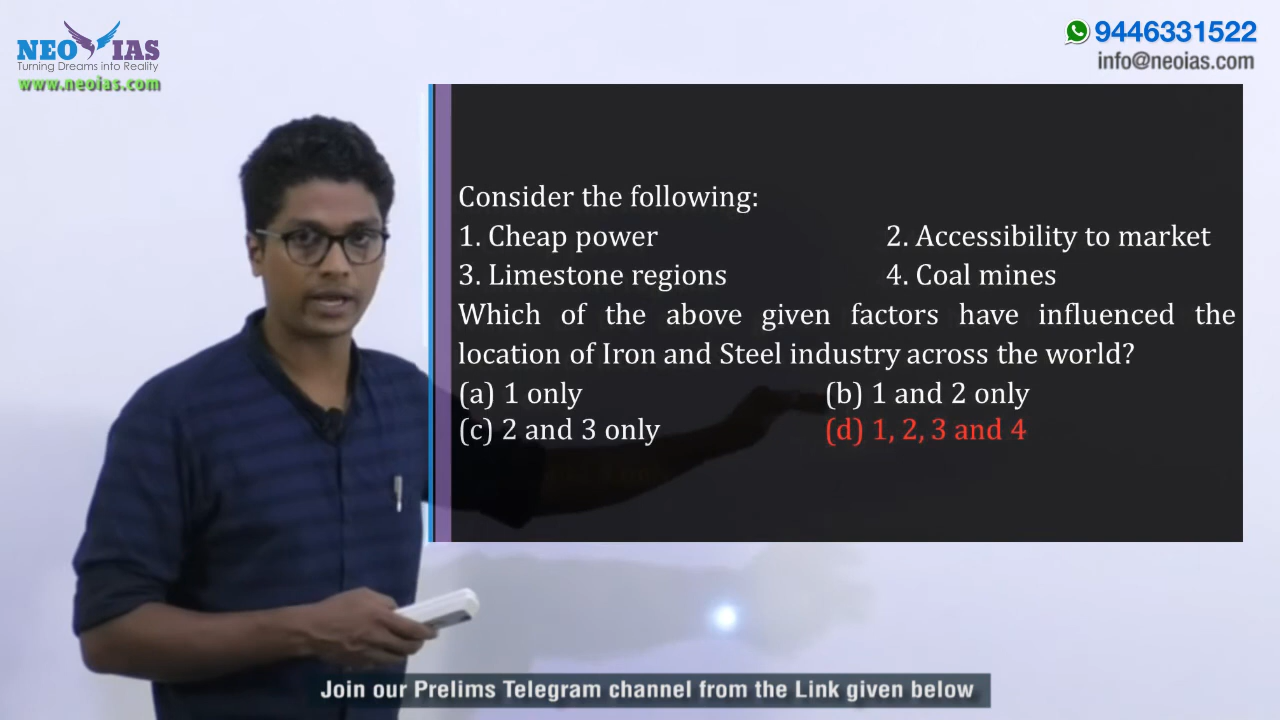 NEO IAS
Turning Dreams into Reality
www.neoias.com
9446331522
info@neoias.com
Consider the following:
1. Cheap power 2. Accessibility to market
3. Limestone regions 4. Coal mines
Which of the above given factors have influenced the
location of Iron and Steel industry across the world?
(a) 1 only (b) 1 and 2 only
(c) 2 and 3 only (d) 1, 2, 3 and 4
Join our Prelims Telegram channel from the Link given below